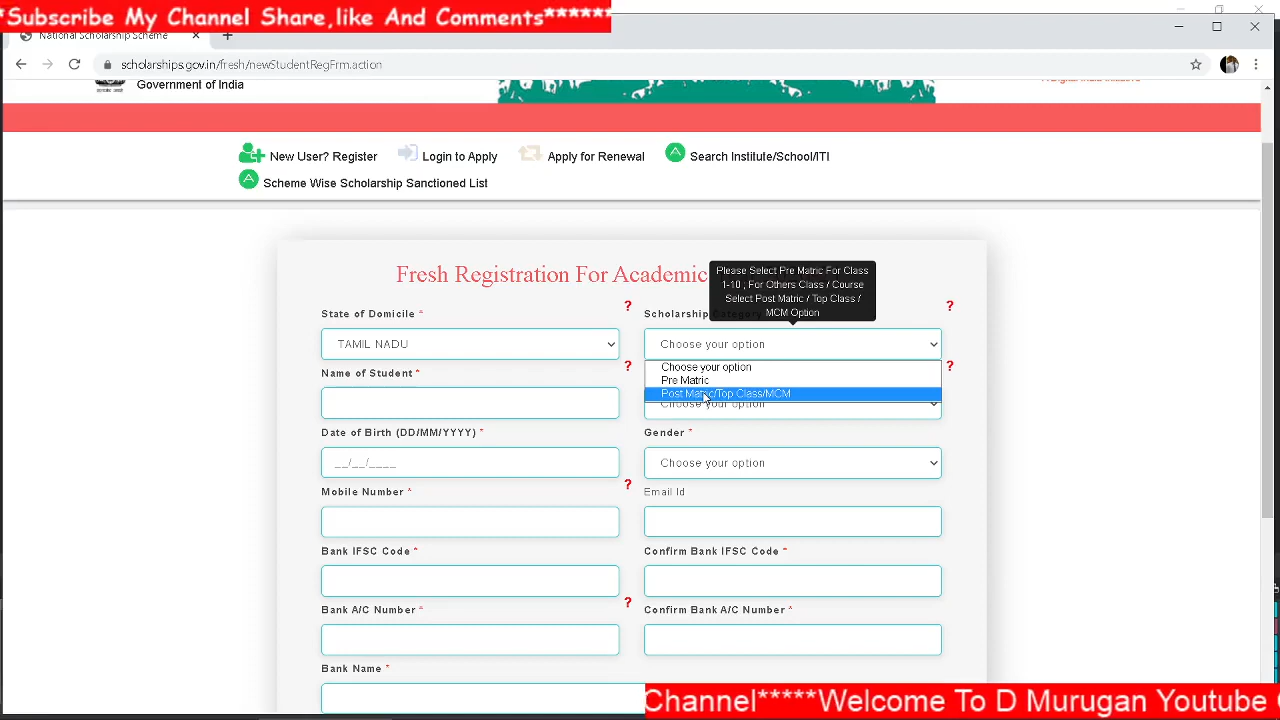 *Subscribe My Channel Share,like And Comments******
National Scholarship Scheme
scholarships.gov.in/fresh/newStudentRegFrm.action
Government of India
New User? Register
Login to Apply
Apply for Renewal
Search Institute/School/ITI
Scheme Wise Scholarship Sanctioned List
Fresh Registration For Academic
Please Select Pre Matric For Class
1-10 ; For Others Class / Course
Select Post Matric / Top Class /
MCM Option
State of Domicile *
?
Scholarship Category
?
TAMIL NADU
Choose your option
Choose your option
Pre Matric
Post Matric/Top Class/MCM
Name of Student *
?
?
Choose your option
Date of Birth (DD/MM/YYYY) *
Gender *
__/__/____
Choose your option
Mobile Number *
?
Email Id
Bank IFSC Code *
Confirm Bank IFSC Code *
Bank A/C Number *
?
Confirm Bank A/C Number *
Bank Name *
Channel*****Welcome To D Murugan Youtube